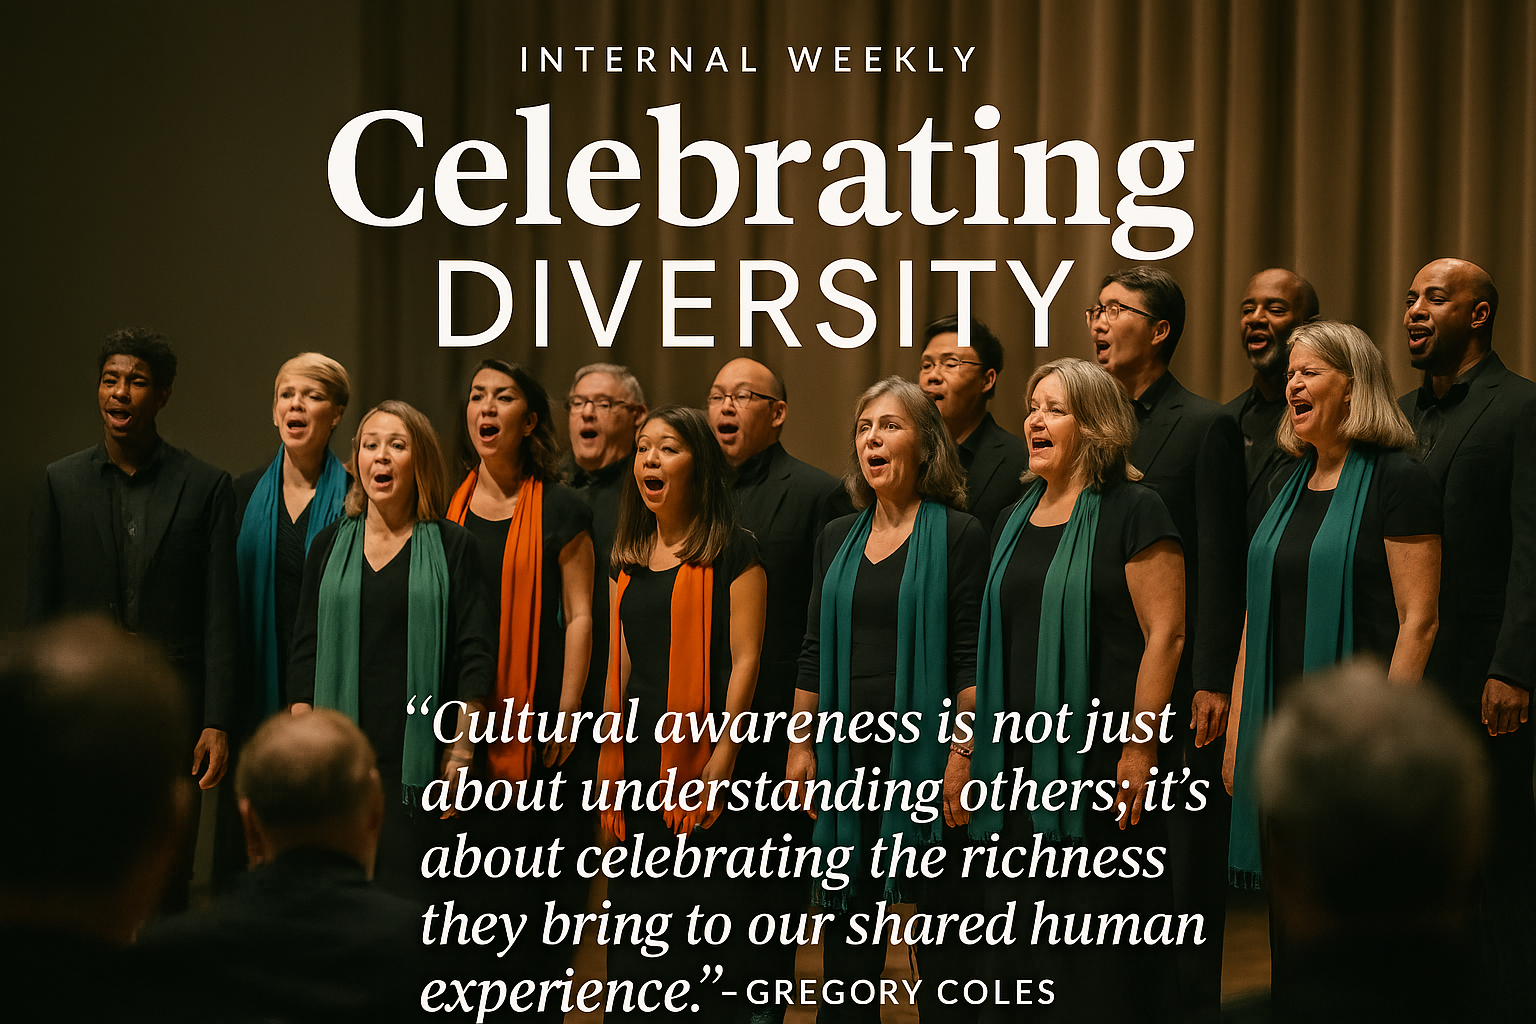 INTERNAL WEEKLY
Celebrating
DIVERSITY
“Cultural awareness is not just
about understanding others; it’s
about celebrating the richness
they bring to our shared human
experience.” – GREGORY COLES